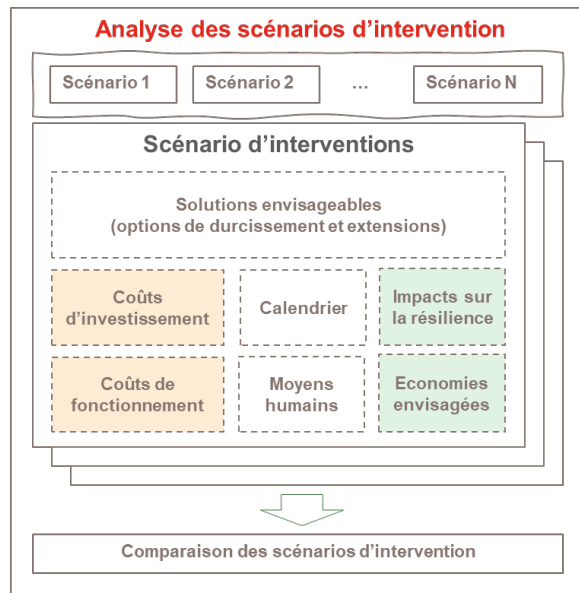 Analyse des scénarios d'intervention
Scénario 1
Scénario 2
...
Scénario N
Scénario d'interventions
Solutions envisageables
(options de durcissement et extensions)
Coûts
d'investissement
Calendrier
Impacts sur
la résilience
Coûts de
fonctionnement
Moyens
humains
Economies
envisagées
Comparaison des scénarios d'intervention